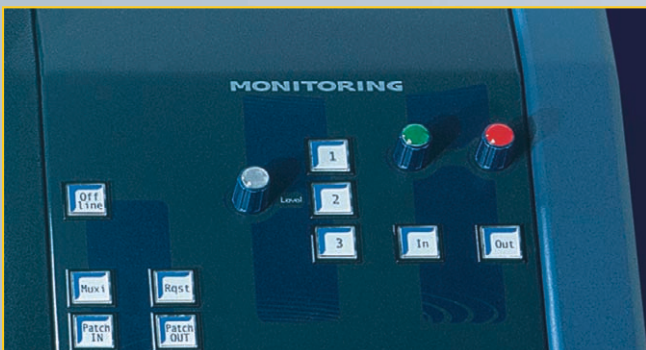 MONITORING
1
Level
2
Off
line
3
In
Out
Muxi
Rqst
Patch
IN
Patch
OUT